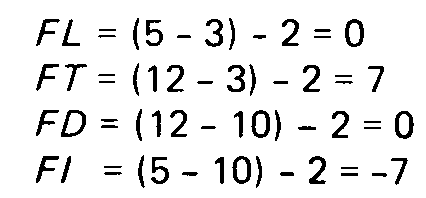 FL = (5 - 3) - 2 = 0
FT = (12 - 3) - 2 = 7
FD = (12 - 10) - 2 = 0
FI = (5 - 10) - 2 = -7